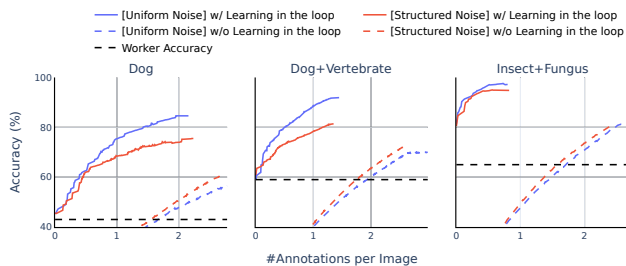 [Uniform Noise] w/ Learning in the loop [Structured Noise] w/ Learning in the loop
[Uniform Noise] w/o Learning in the loop [Structured Noise] w/o Learning in the loop
Worker Accuracy
Dog Dog+Vertebrate Insect+Fungus
Accuracy (%)
100
80
60
40
0 1 2 0 1 2 0 1 2
#Annotations per Image